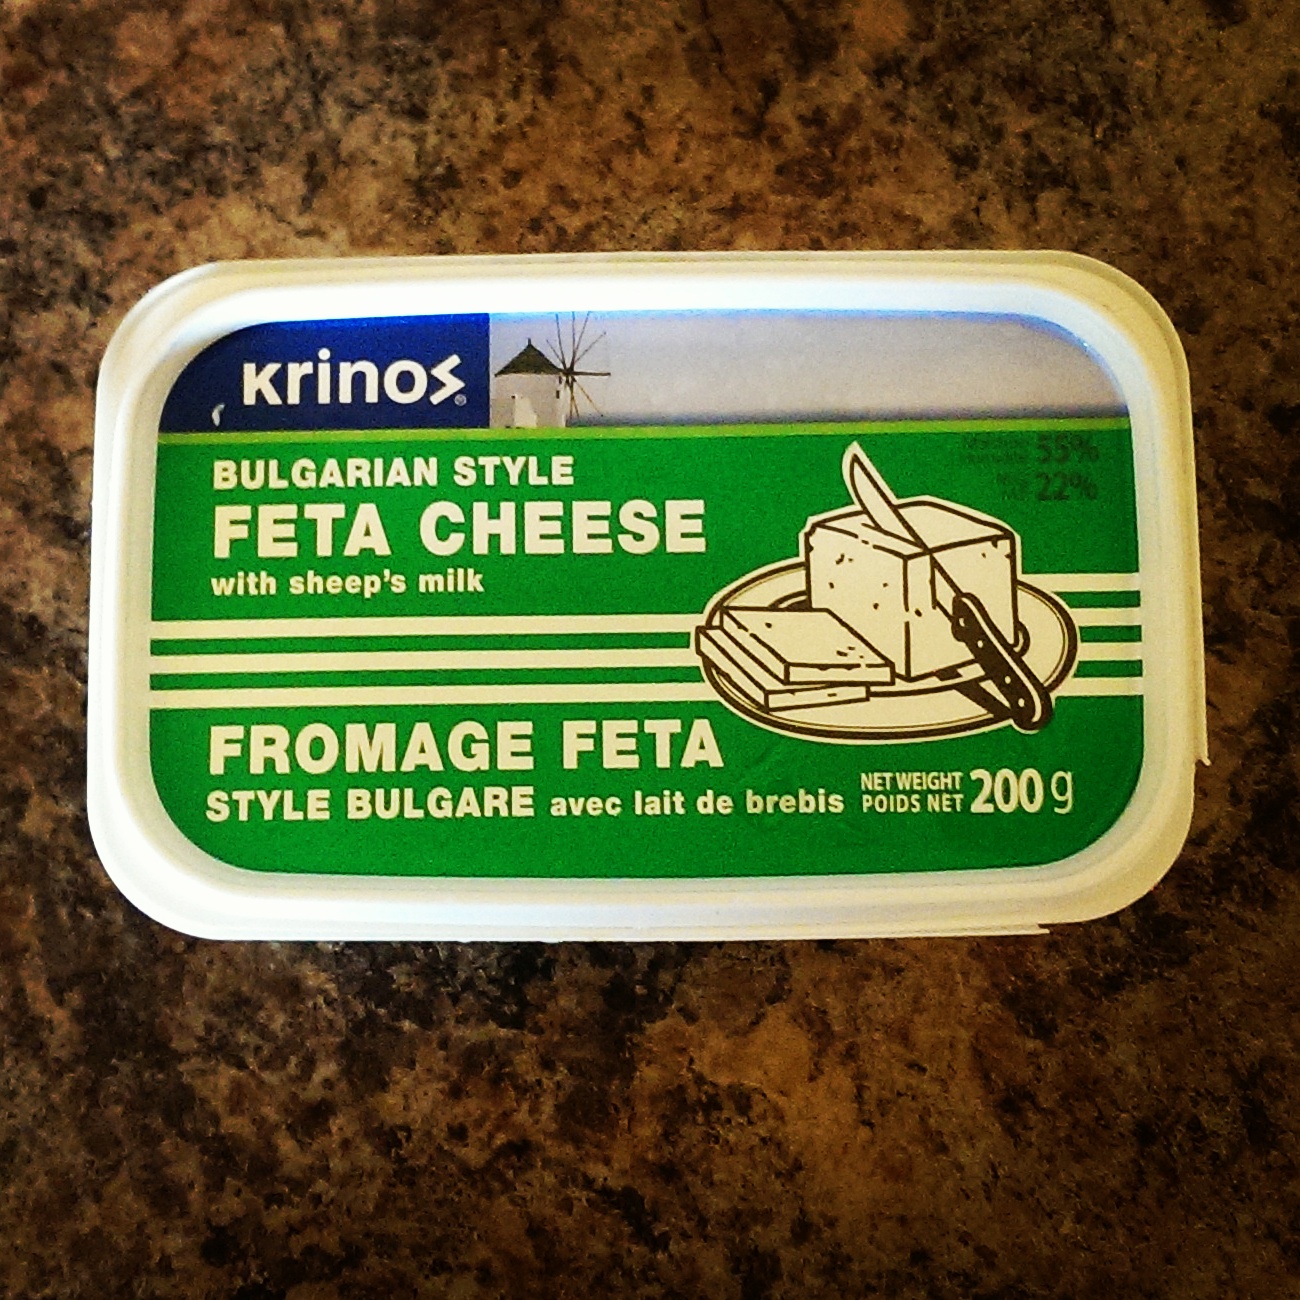 Krinos®
BULGARIAN STYLE
FETA CHEESE
with sheep's milk
55%
22%
FROMAGE FETA
STYLE BULGARE avec lait de brebis
NET WEIGHT
POIDS NET 200 g